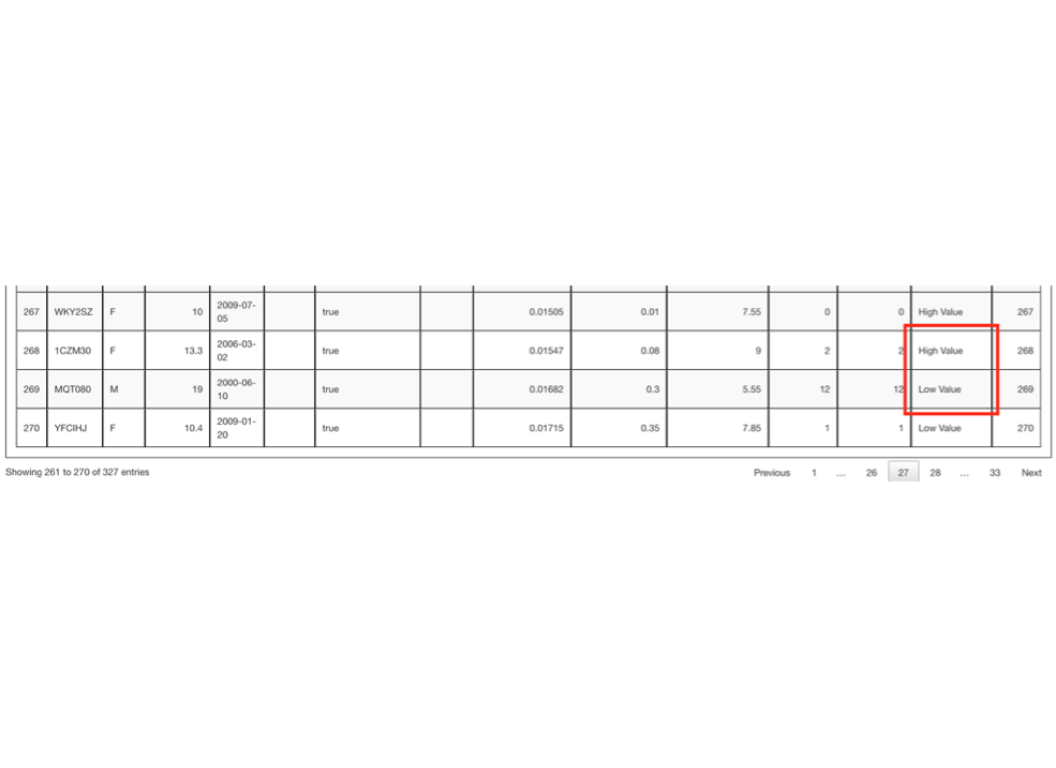 267 WKY2SZ F 10 2009-07-05 true 0.01505 0.01 7.55 0 0 High Value 267
268 1CZM30 F 13.3 2006-03-02 true 0.01547 0.08 9 2 2 High Value 268
269 MQT080 M 19 2000-06-10 true 0.01682 0.3 5.55 12 12 Low Value 269
270 YFCIHJ F 10.4 2009-01-20 true 0.01715 0.35 7.85 1 1 Low Value 270
Showing 261 to 270 of 327 entries Previous 1 ... 26 27 28 ... 33 Next